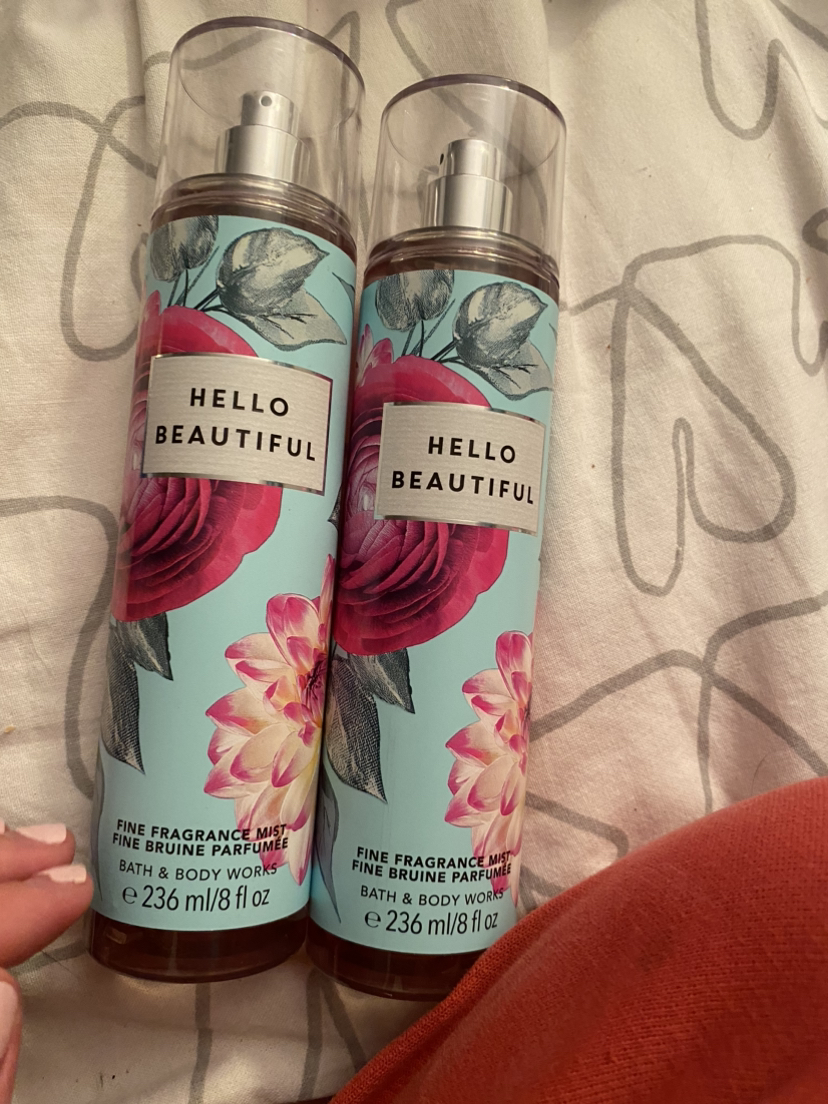 HELLO
BEAUTIFUL
FINE FRAGRANCE MIST
FINE BRUINE PARFUMÉE
BATH & BODY WORKS
℮ 236 ml/8 fl oz
HELLO
BEAUTIFUL
FINE FRAGRANCE MIST
FINE BRUINE PARFUMÉE
BATH & BODY WORKS
℮ 236 ml/8 fl oz